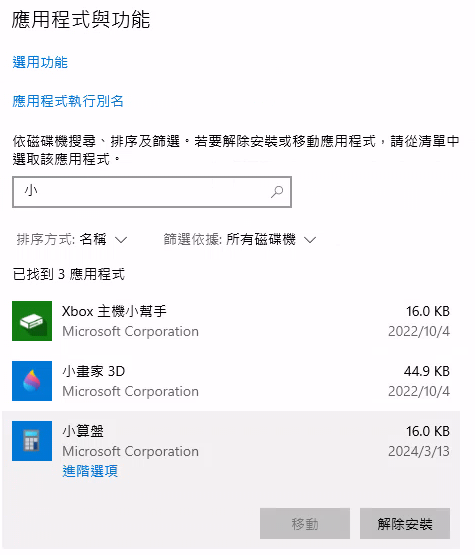 應用程式與功能
選用功能
應用程式執行別名
依磁碟機搜尋、排序及篩選。若要解除安裝或移動應用程式，請從清單中
選取該應用程式。
小
排序方式: 名稱 篩選依據: 所有磁碟機
已找到 3 應用程式
Xbox 主機小幫手 16.0 KB
Microsoft Corporation 2022/10/4
小畫家 3D 44.9 KB
Microsoft Corporation 2022/10/4
小算盤 16.0 KB
Microsoft Corporation 2024/3/13
進階選項
移動 解除安裝